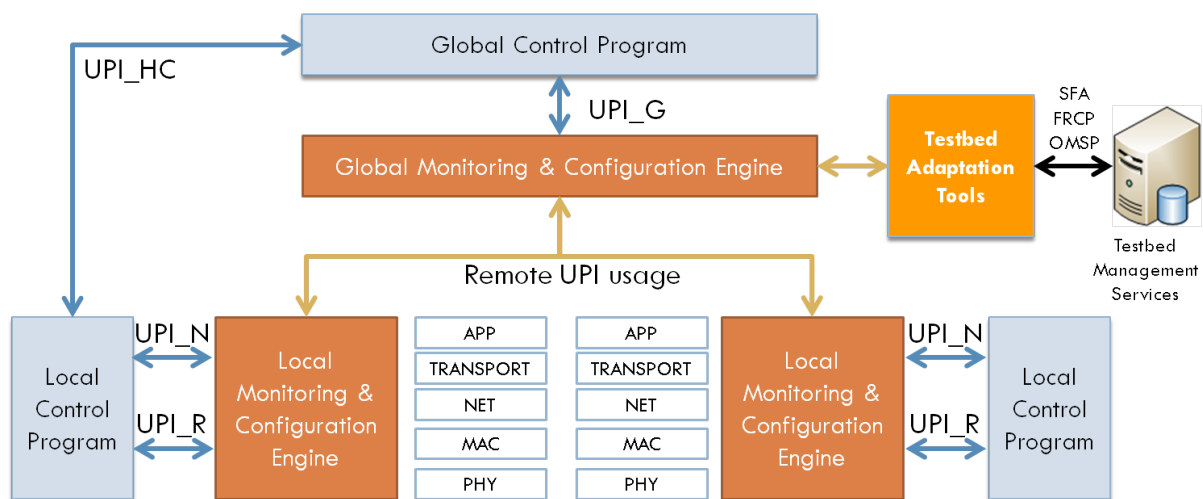 Global Control Program
UPI_HC
UPI_G
SFA
FRCP
OMSP
Global Monitoring & Configuration Engine
Testbed
Adaptation
Tools
Testbed
Management
Services
Remote UPI usage
Local
Control
Program
UPI_N
UPI_R
Local
Monitoring &
Configuration
Engine
APP
TRANSPORT
NET
MAC
PHY
APP
TRANSPORT
NET
MAC
PHY
Local
Monitoring &
Configuration
Engine
UPI_N
UPI_R
Local
Control
Program